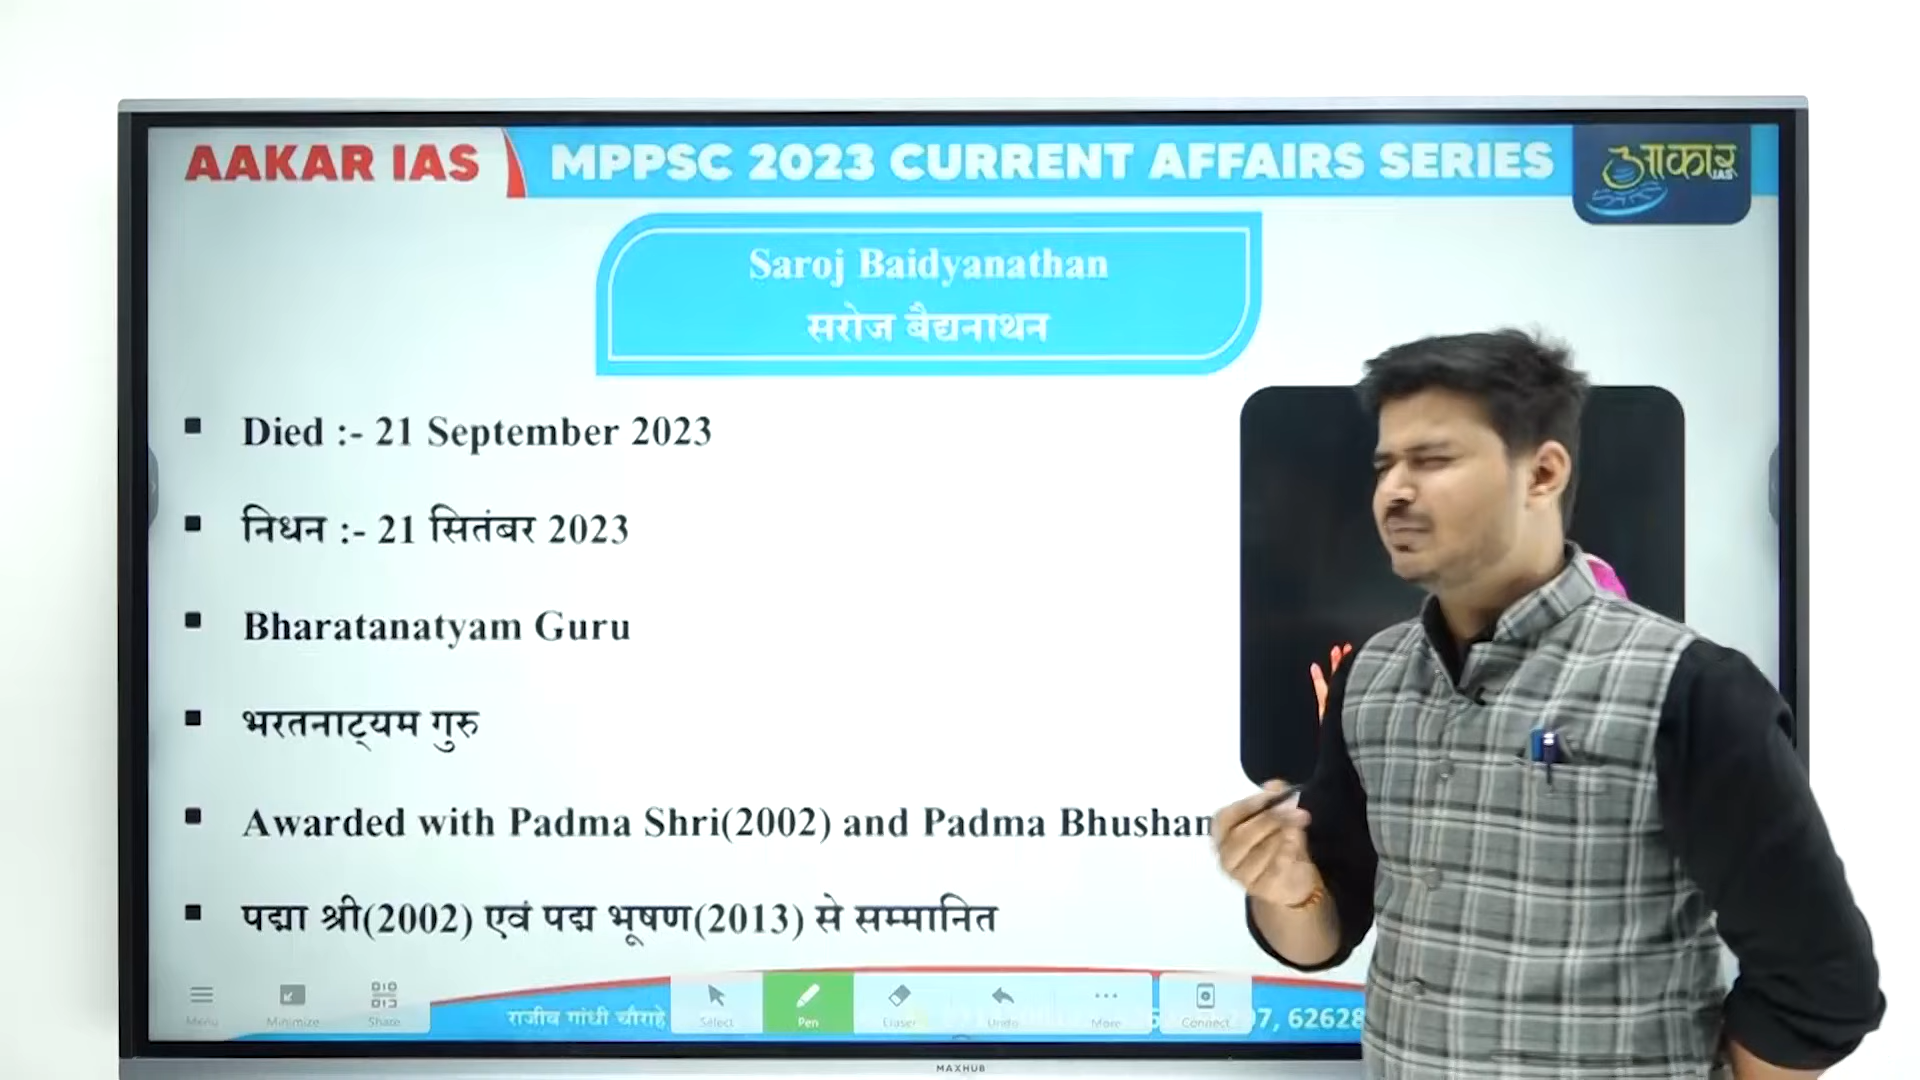 AAKAR IAS
MPPSC 2023 CURRENT AFFAIRS SERIES
आकार
IAS
Saroj Baidyanathan
सरोज बैद्यनाथन
Died :- 21 September 2023
निधन :- 21 सितंबर 2023
Bharatanatyam Guru
भरतनाट्यम गुरु
Awarded with Padma Shri(2002) and Padma Bhushan
पद्मा श्री(2002) एवं पद्म भूषण(2013) से सम्मानित
Menu
Minimize
Share
राजीव गांधी चौराहे
Select
Pen
Eraser
Undo
More
Connect
7, 62628
MAXHUB